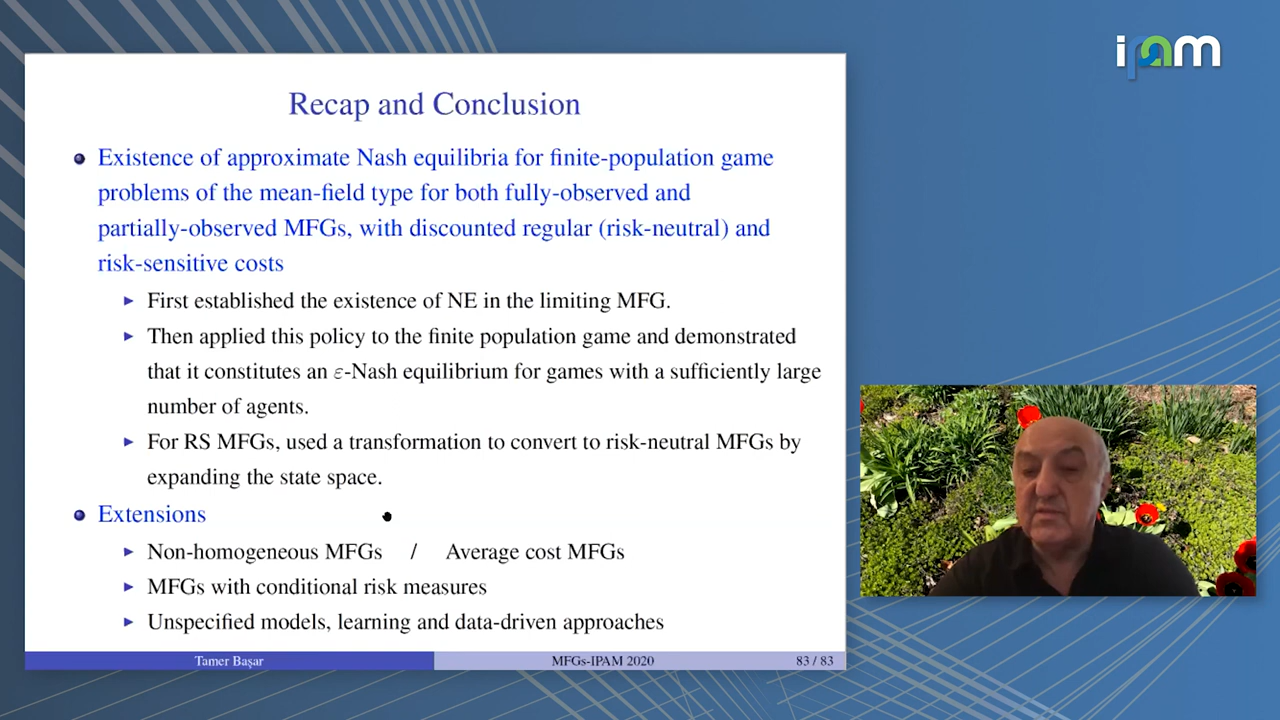 ipam
Recap and Conclusion
Existence of approximate Nash equilibria for finite-population game
problems of the mean-field type for both fully-observed and
partially-observed MFGs, with discounted regular (risk-neutral) and
risk-sensitive costs
First established the existence of NE in the limiting MFG.
Then applied this policy to the finite population game and demonstrated
that it constitutes an ε-Nash equilibrium for games with a sufficiently large
number of agents.
For RS MFGs, used a transformation to convert to risk-neutral MFGs by
expanding the state space.
Extensions
Non-homogeneous MFGs / Average cost MFGs
MFGs with conditional risk measures
Unspecified models, learning and data-driven approaches
Tamer Başar MFGs-IPAM 2020 83 / 83